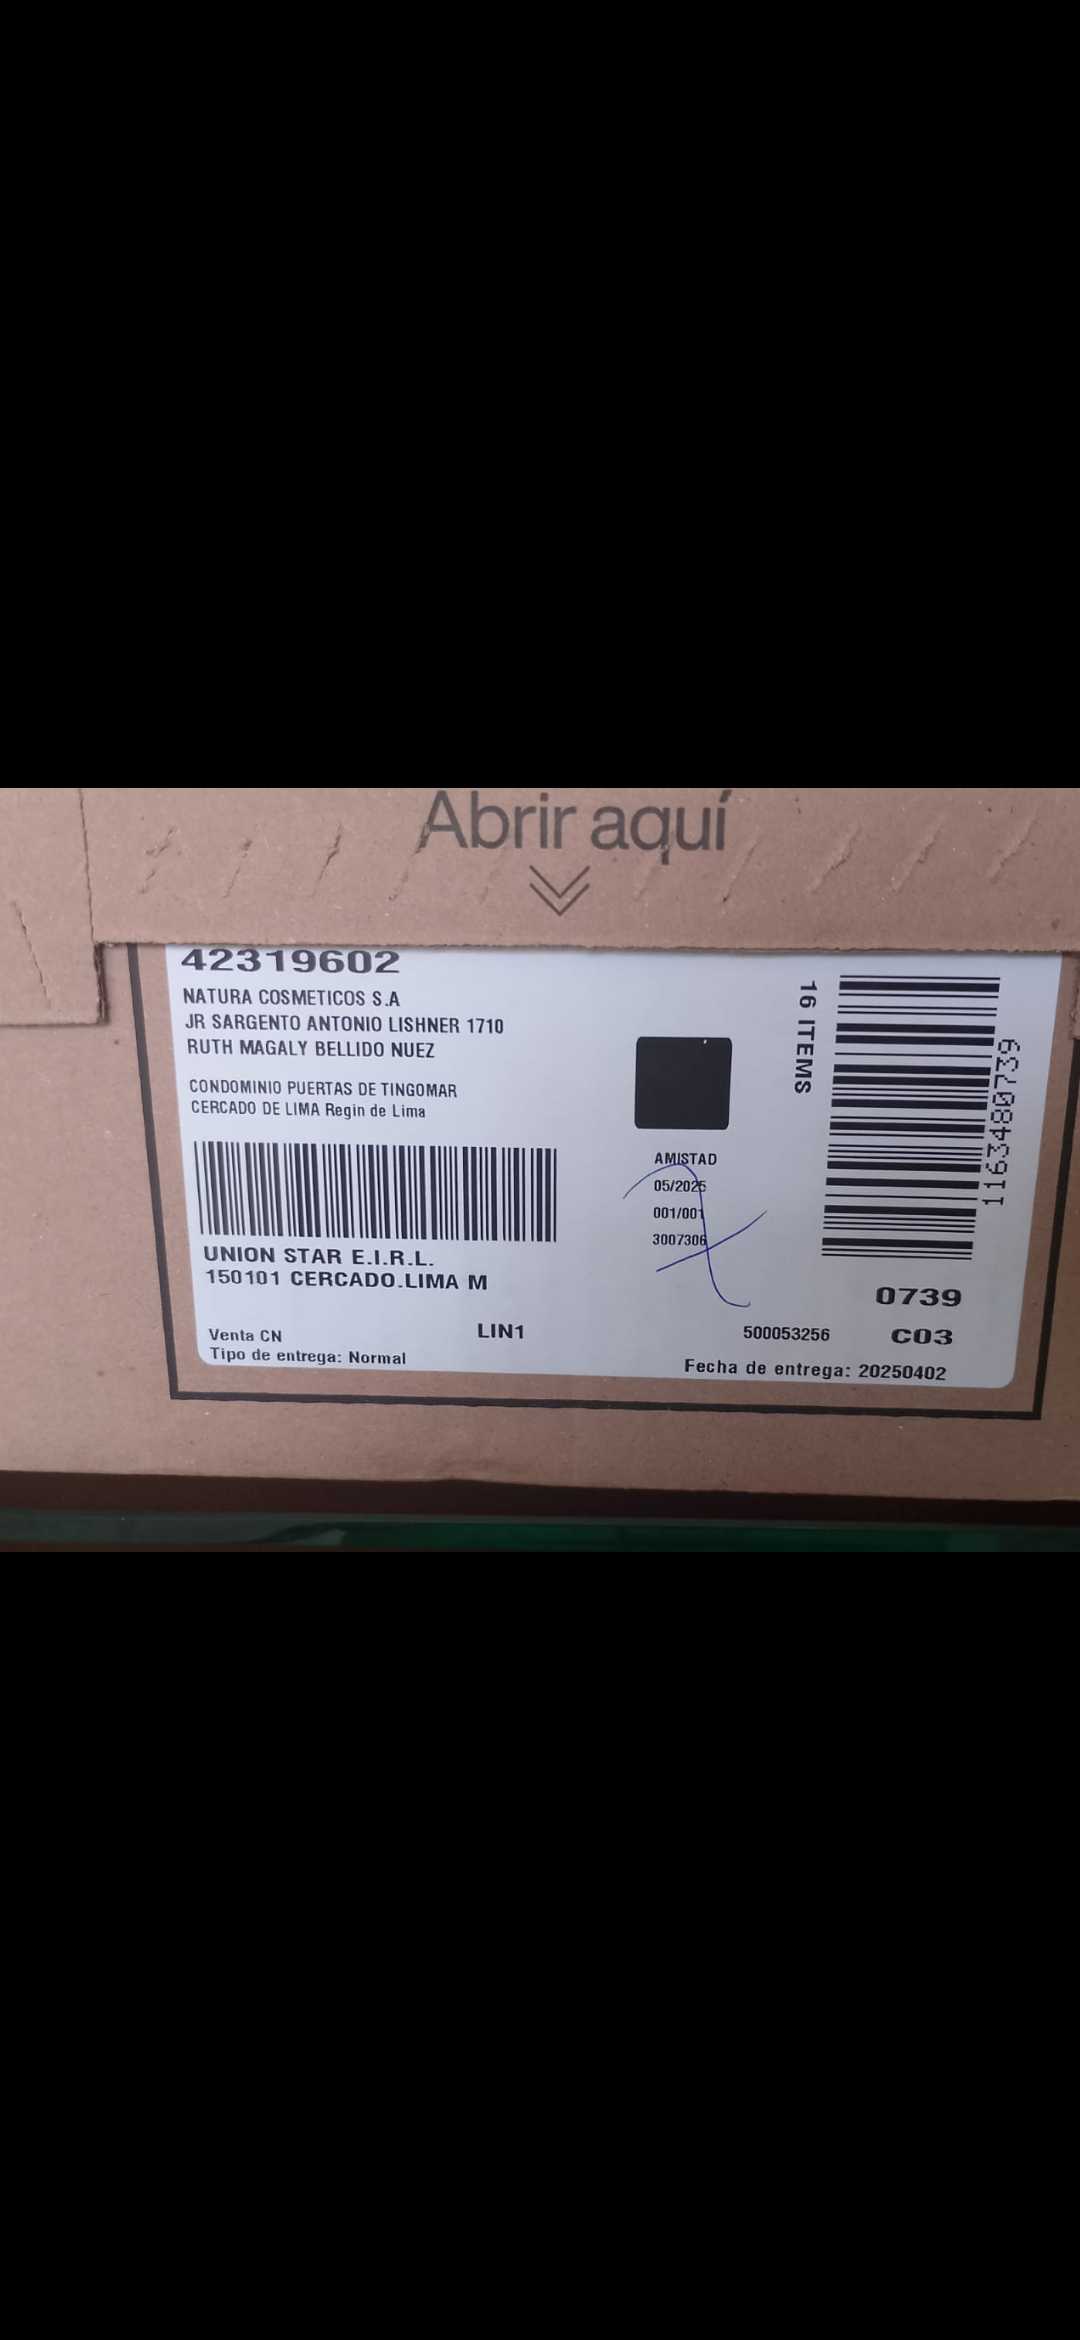 Abrir aquí
42319602
NATURA COSMETICOS S.A
JR SARGENTO ANTONIO LISHNER 1710
RUTH MAGALY BELLIDO NUEZ
CONDOMINIO PUERTAS DE TINGOMAR
CERCADO DE LIMA Regin de Lima
UNION STAR E.I.R.L.
150101 CERCADO.LIMA M
Venta CN
LIN1
Tipo de entrega: Normal
AMISTAD
05/2025
001/001
3007306
16 ITEMS
1163480739
0739
500053256
C03
Fecha de entrega: 20250402